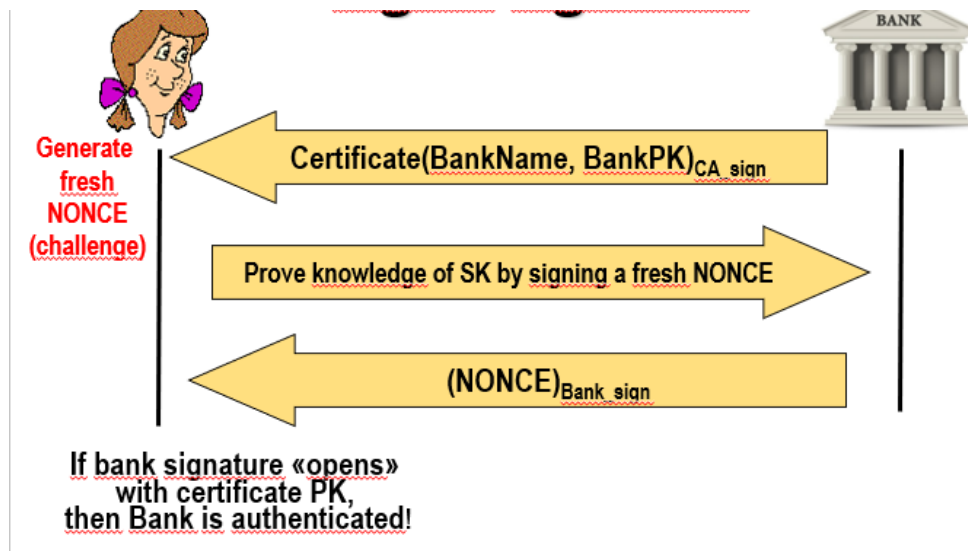 BANK
Generate
fresh
NONCE
(challenge)
Certificate(BankName, BankPK)CA_sign
Prove knowledge of SK by signing a fresh NONCE
(NONCE)Bank_sign
If bank signature «opens»
with certificate PK,
then Bank is authenticated!